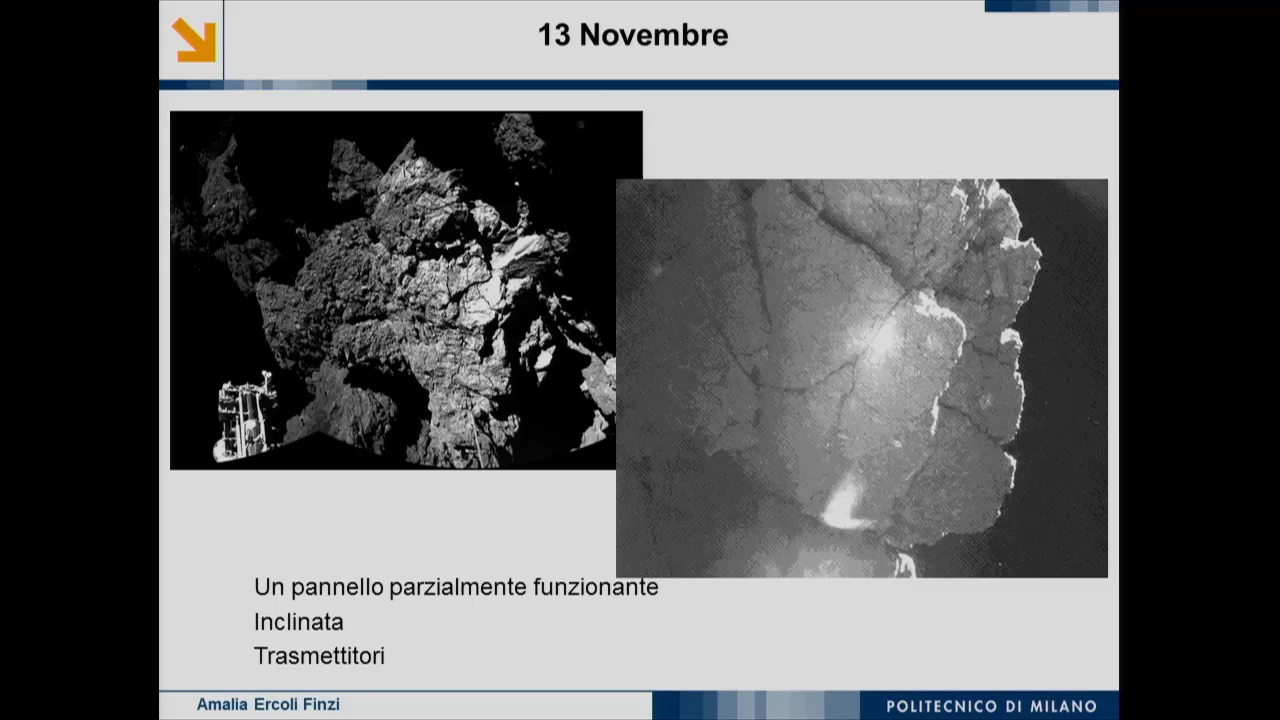 13 Novembre
Un pannello parzialmente funzionante
Inclinata
Trasmettitori
Amalia Ercoli Finzi
POLITECNICO DI MILANO